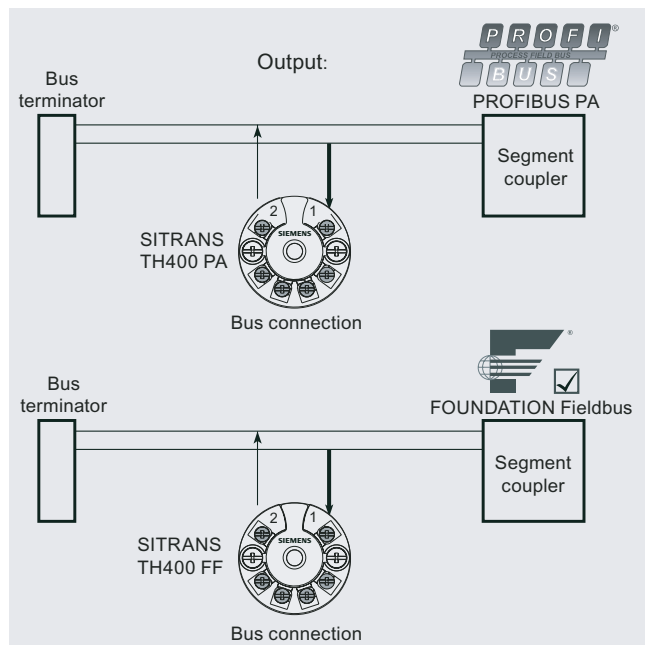 Output:
PROFI®
PROCESS FIELD BUS
BUS
PROFIBUS PA
Bus
terminator
Segment
coupler
2 1
SIEMENS
SITRANS
TH400 PA
Bus connection
®
FOUNDATION Fieldbus
Bus
terminator
Segment
coupler
2 1
SIEMENS
SITRANS
TH400 FF
Bus connection